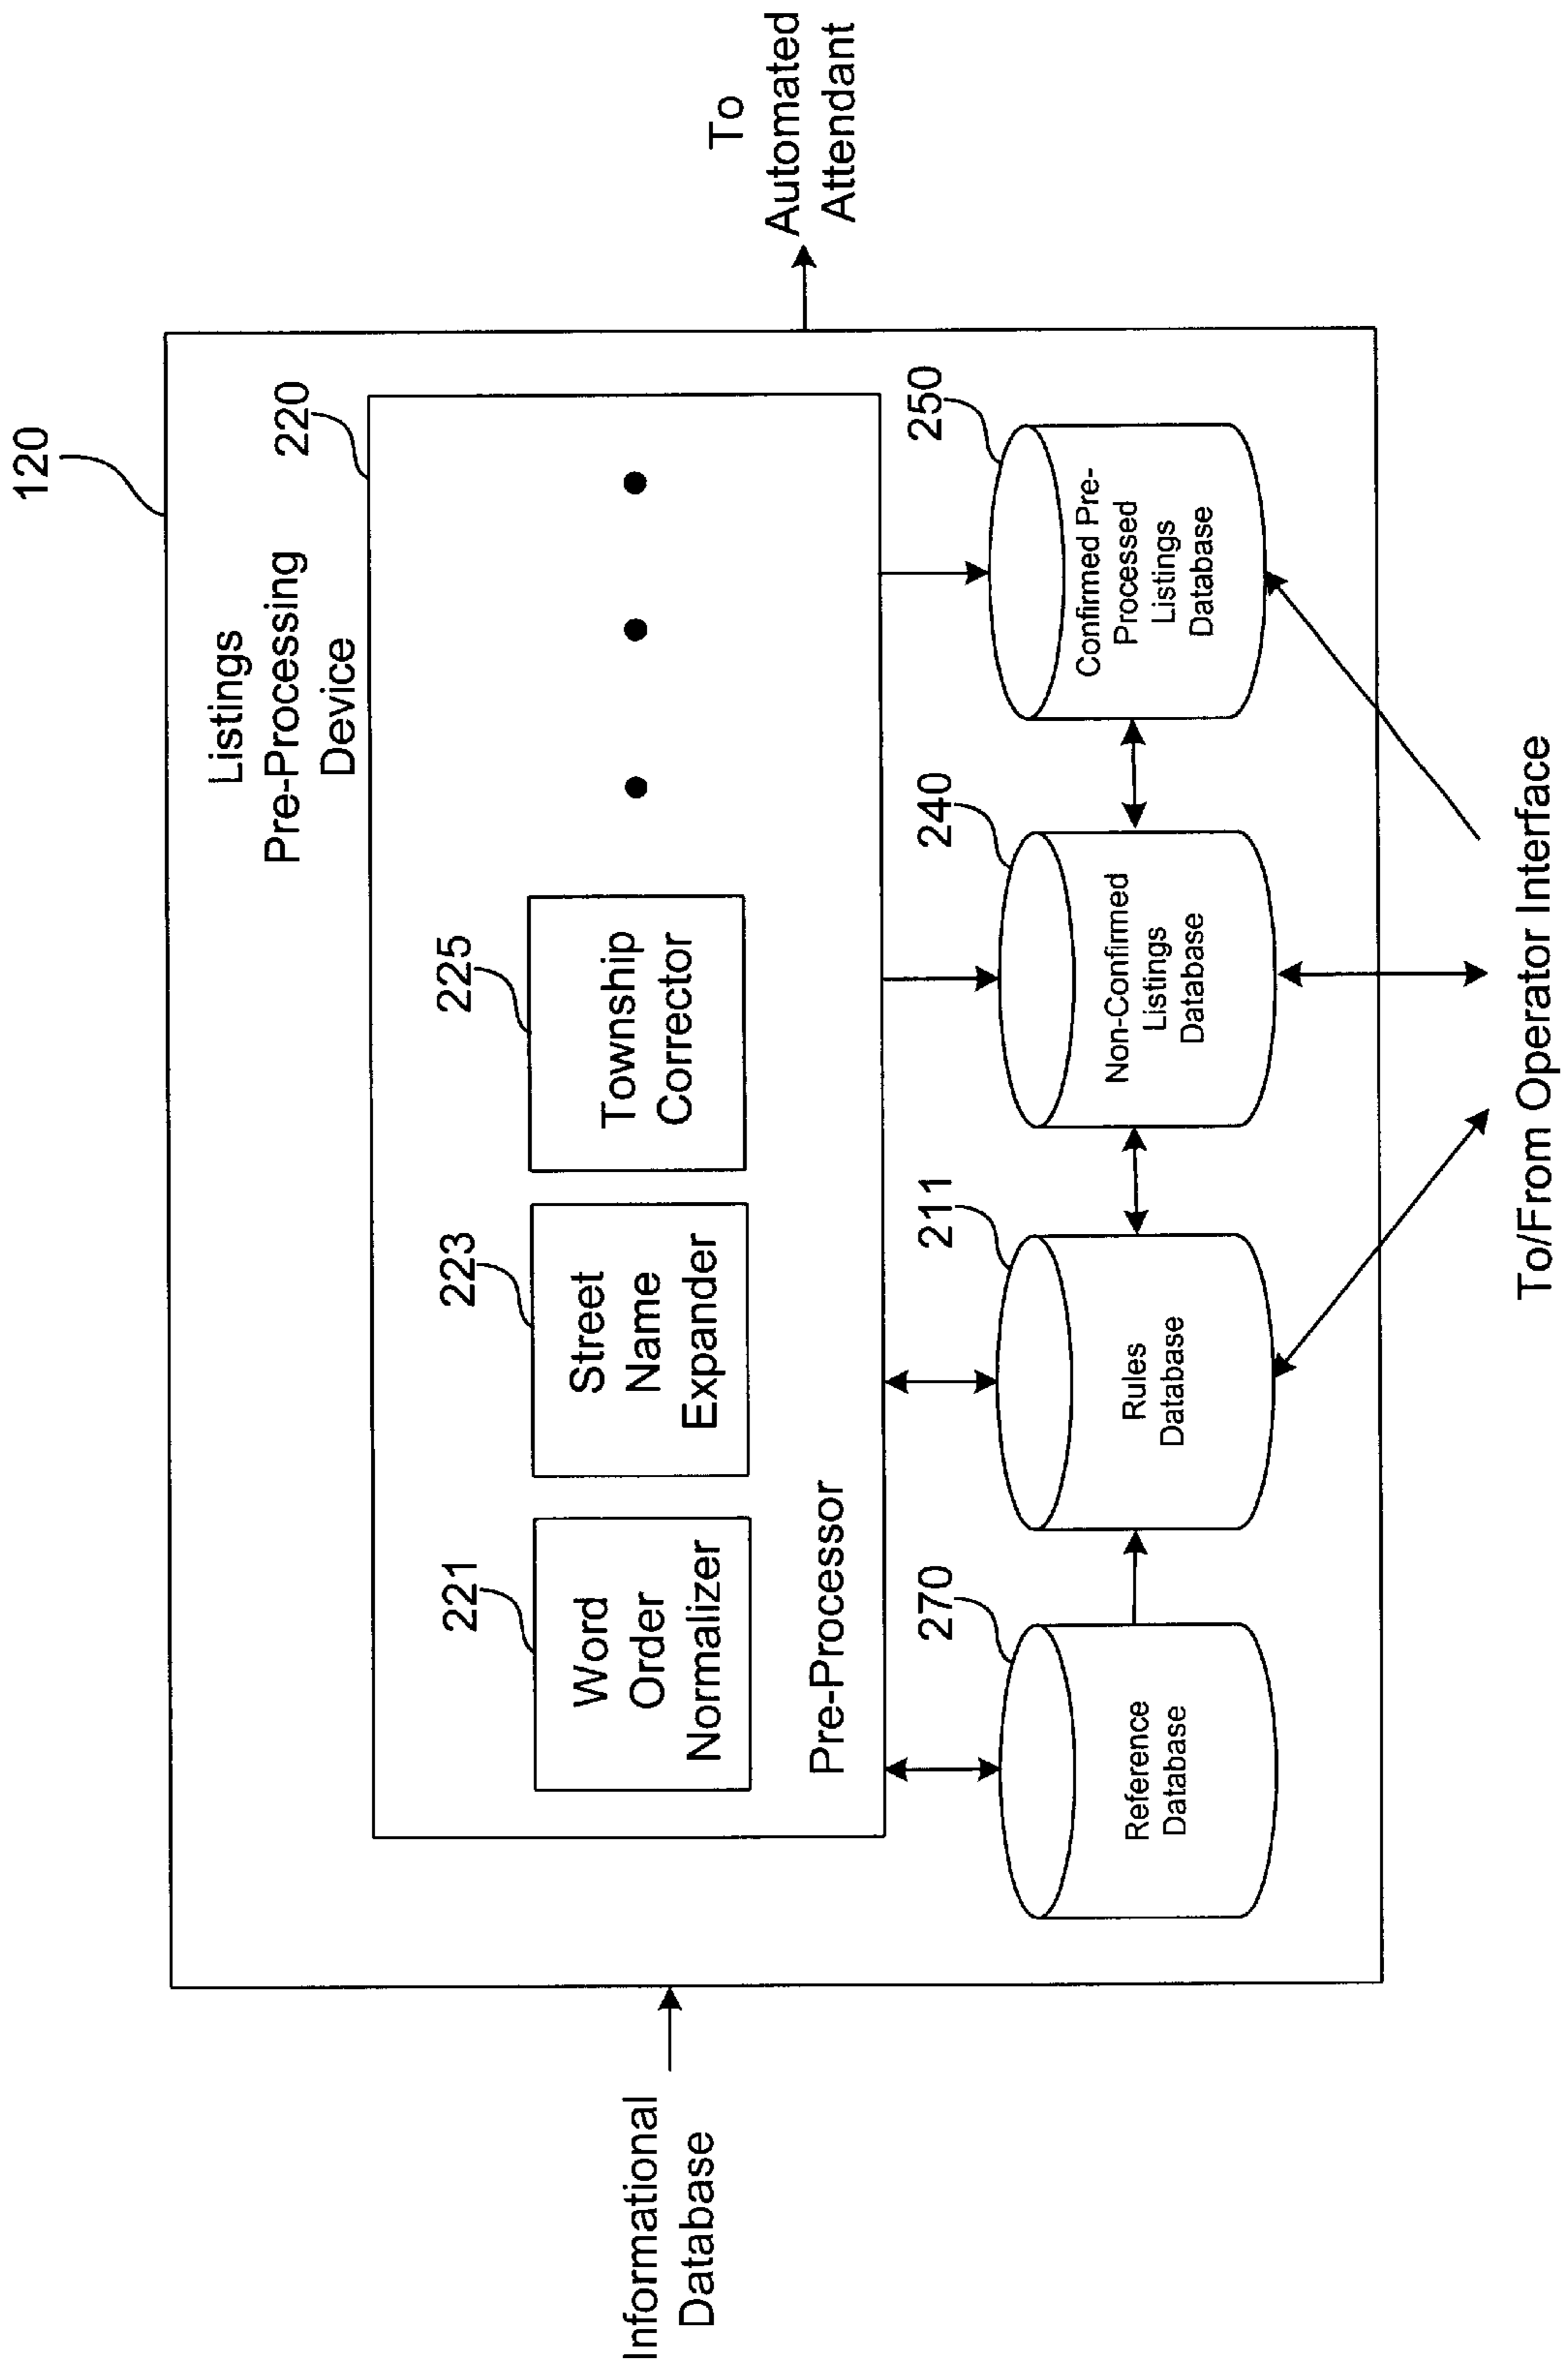 120
Listings
Pre-Processing
Device
220
221
Word
Order
Normalizer
223
Street
Name
Expander
225
Township
Corrector
Pre-Processor
Informational
Database
To
Automated
Attendant
270
Reference
Database
211
Rules
Database
240
Non-Confirmed
Listings
Database
250
Confirmed Pre-
Processed
Listings
Database
To/From Operator Interface